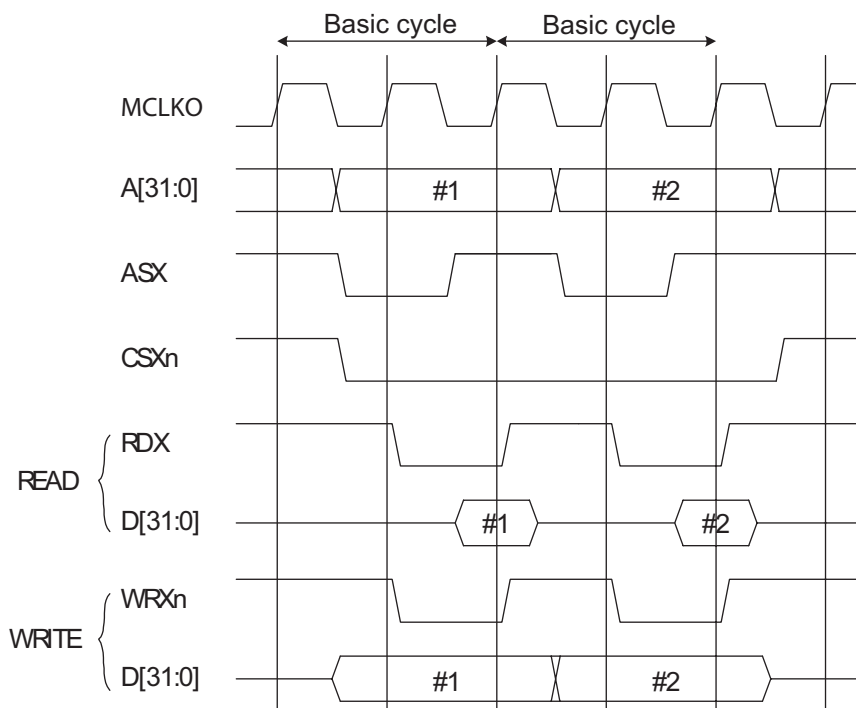 Basic cycle Basic cycle
MCLKO
A[31:0] #1 #2
ASX
CSXn
READ
RDX
D[31:0] #1 #2
WRITE
WRXn
D[31:0] #1 #2